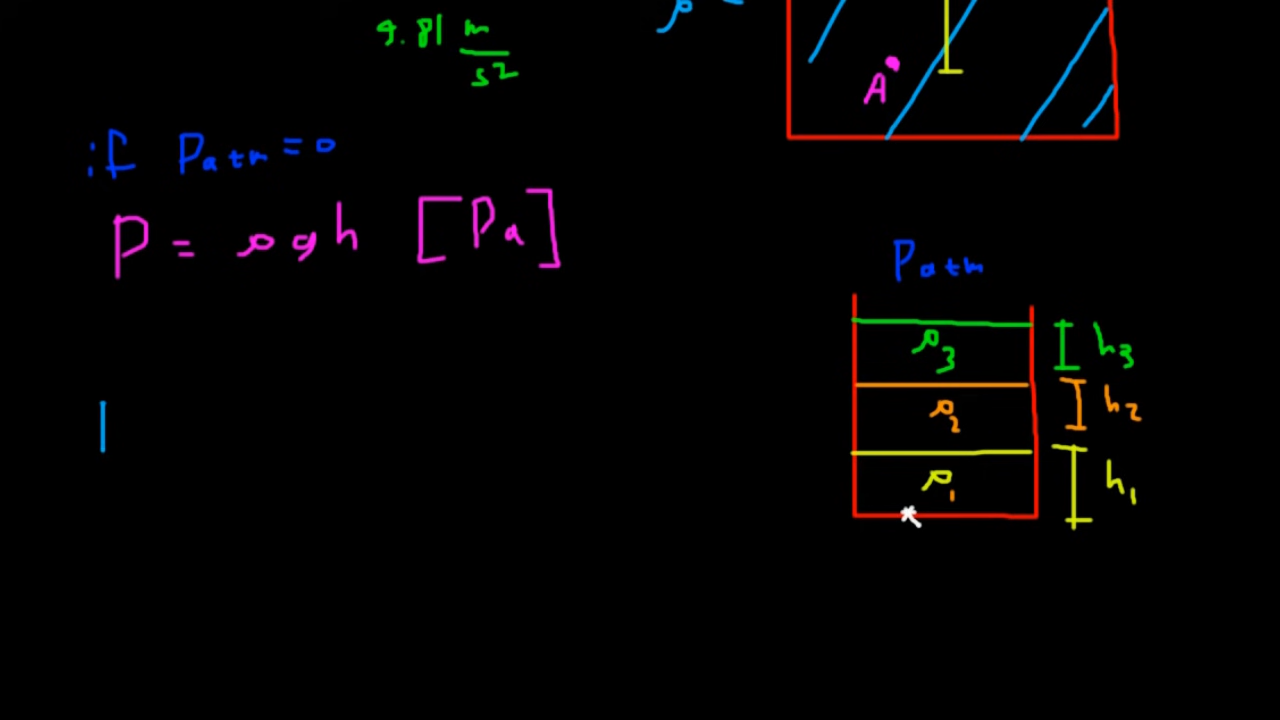 9.81 m/s²
A
if Patm = 0
P = ρgh [Pa]
Patm
ρ3 h3
ρ2 h2
ρ1 h1